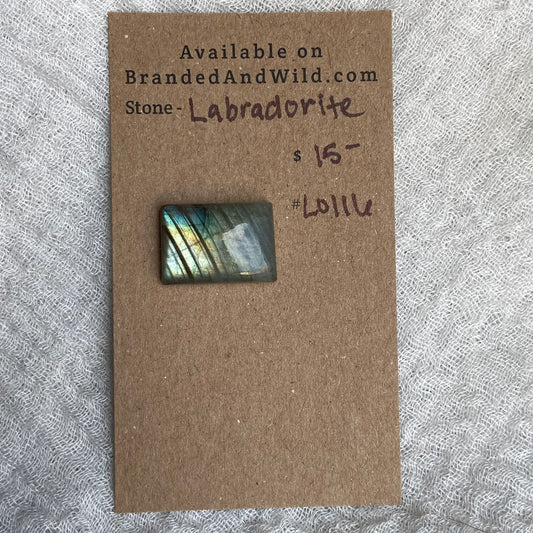 Available on
BrandedAndWild.com
Stone - Labradorite
$ 15-
#L0116